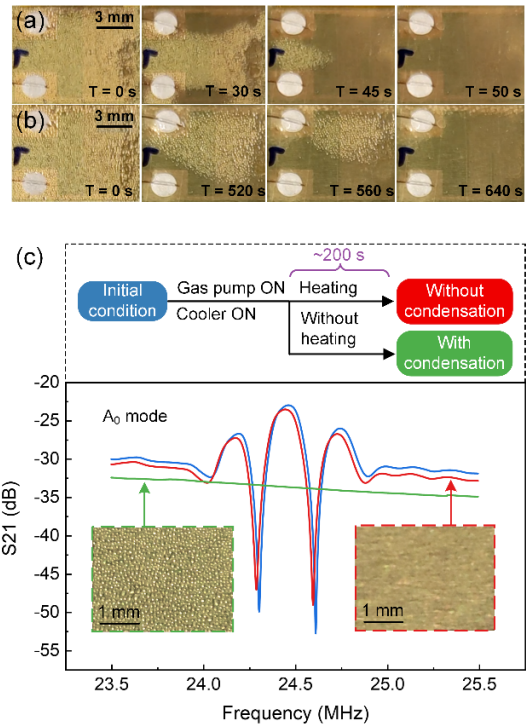 (a)
3 mm
T = 0 s
T = 30 s
T = 45 s
T = 50 s
(b)
3 mm
T = 0 s
T = 520 s
T = 560 s
T = 640 s
(c)
~200 s
Initial
condition
Gas pump ON
Cooler ON
Heating
Without
heating
Without
condensation
With
condensation
-20
-25
-30
-35
-40
-45
-50
-55
S21 (dB)
A₀ mode
1 mm
1 mm
23.5
24.0
24.5
25.0
25.5
Frequency (MHz)